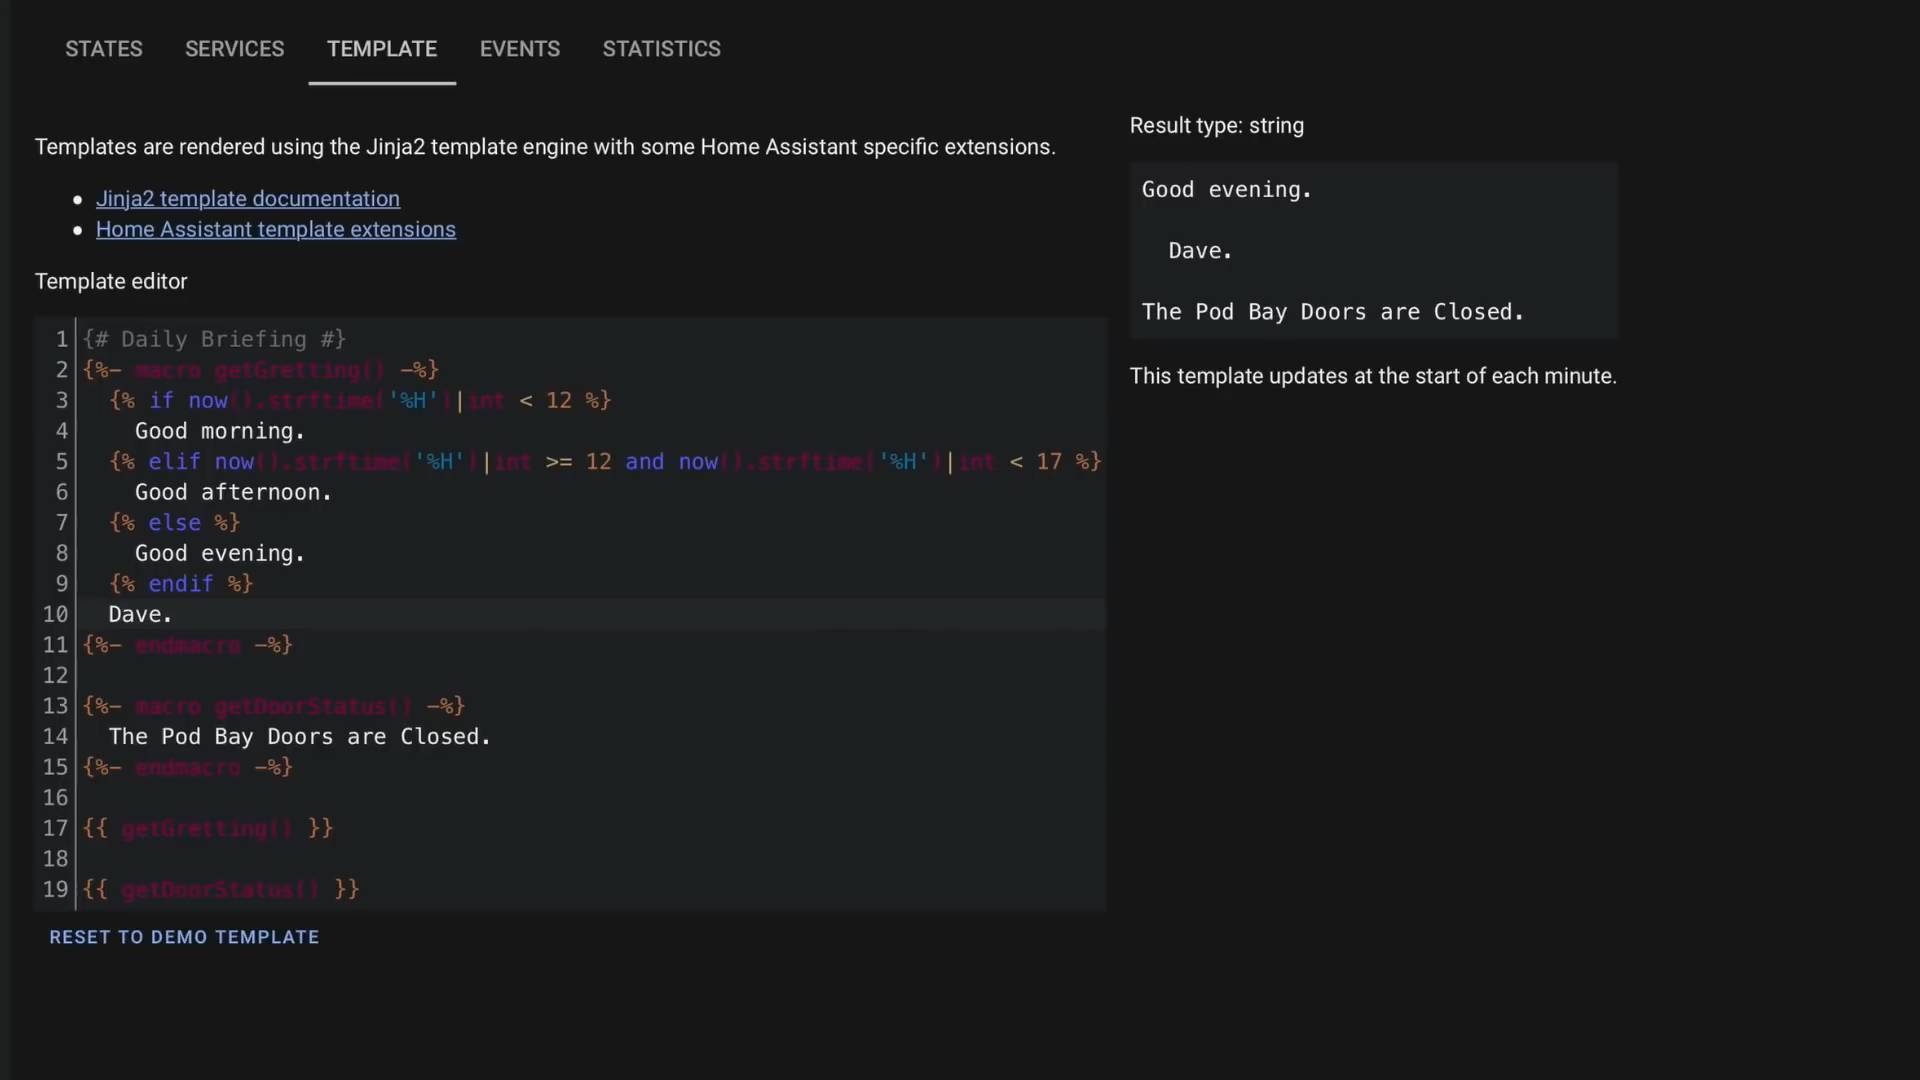 STATES SERVICES TEMPLATE EVENTS STATISTICS
Templates are rendered using the Jinja2 template engine with some Home Assistant specific extensions.
• Jinja2 template documentation
• Home Assistant template extensions
Template editor
1 {# Daily Briefing #}
2 {%- macro getGretting() -%}
3 {% if now().strftime('%H')|int < 12 %}
4 Good morning.
5 {% elif now().strftime('%H')|int >= 12 and now().strftime('%H')|int < 17 %}
6 Good afternoon.
7 {% else %}
8 Good evening.
9 {% endif %}
10 Dave.
11 {%- endmacro -%}
12
13 {%- macro getDoorStatus() -%}
14 The Pod Bay Doors are Closed.
15 {%- endmacro -%}
16
17 {{ getGretting() }}
18
19 {{ getDoorStatus() }}
RESET TO DEMO TEMPLATE
Result type: string
Good evening.
Dave.
The Pod Bay Doors are Closed.
This template updates at the start of each minute.